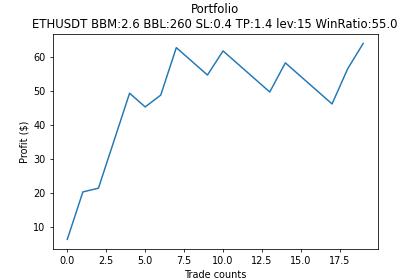 Portfolio
ETHUSDT BBM:2.6 BBL:260 SL:0.4 TP:1.4 lev:15 WinRatio:55.0
60
50
40
30
20
10
Profit ($)
0.0 2.5 5.0 7.5 10.0 12.5 15.0 17.5
Trade counts